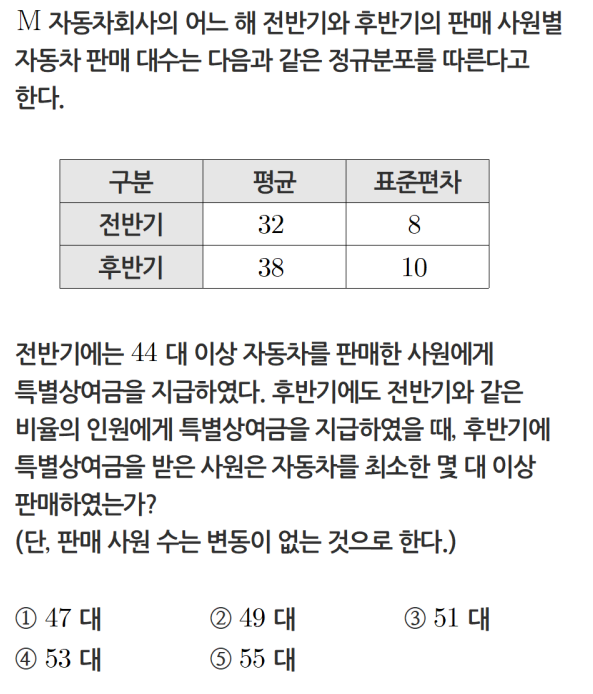 M 자동차회사의 어느 해 전반기와 후반기의 판매 사원별
자동차 판매 대수는 다음과 같은 정규분포를 따른다고
한다.
구분 평균 표준편차
전반기 32 8
후반기 38 10
전반기에는 44 대 이상 자동차를 판매한 사원에게
특별상여금을 지급하였다. 후반기에도 전반기와 같은
비율의 인원에게 특별상여금을 지급하였을 때, 후반기에
특별상여금을 받은 사원은 자동차를 최소한 몇 대 이상
판매하였는가?
(단, 판매 사원 수는 변동이 없는 것으로 한다.)
① 47 대 ② 49 대 ③ 51 대
④ 53 대 ⑤ 55 대